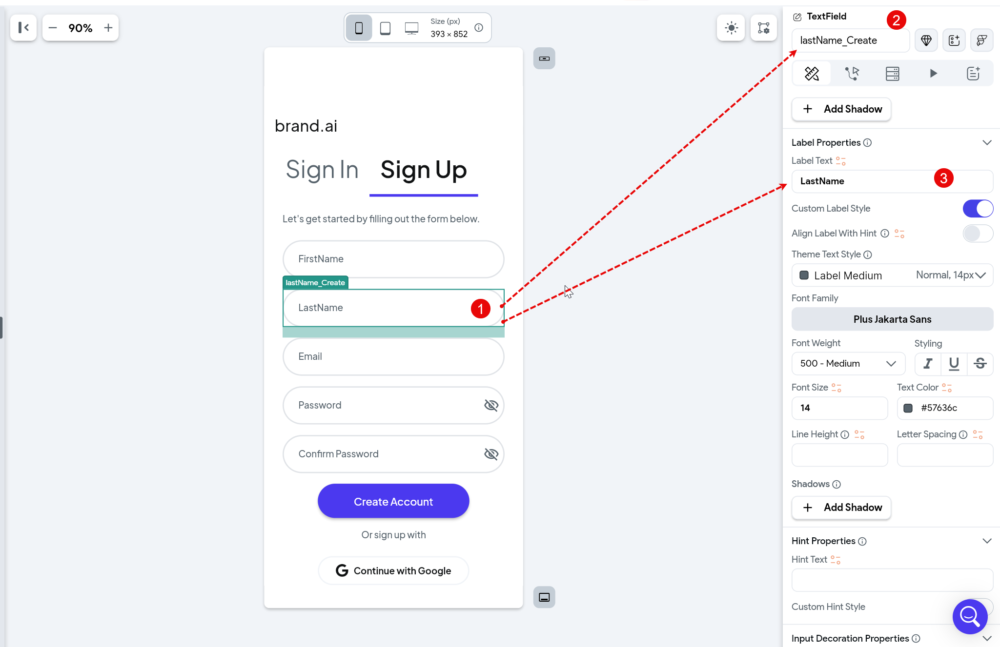 90%
Size (px)
393 × 852
brand.ai
Sign In
Sign Up
Let's get started by filling out the form below.
FirstName
lastName_Create
LastName
1
Email
Password
Confirm Password
Create Account
Or sign up with
G Continue with Google
TextField
2
lastName_Create
Add Shadow
Label Properties
Label Text
LastName
3
Custom Label Style
Align Label With Hint
Theme Text Style
Label Medium
Normal, 14px
Font Family
Plus Jakarta Sans
Font Weight
Styling
500 - Medium
I U S
Font Size
Text Color
14
#57636c
Line Height
Letter Spacing
Shadows
Add Shadow
Hint Properties
Hint Text
Custom Hint Style
Input Decoration Properties